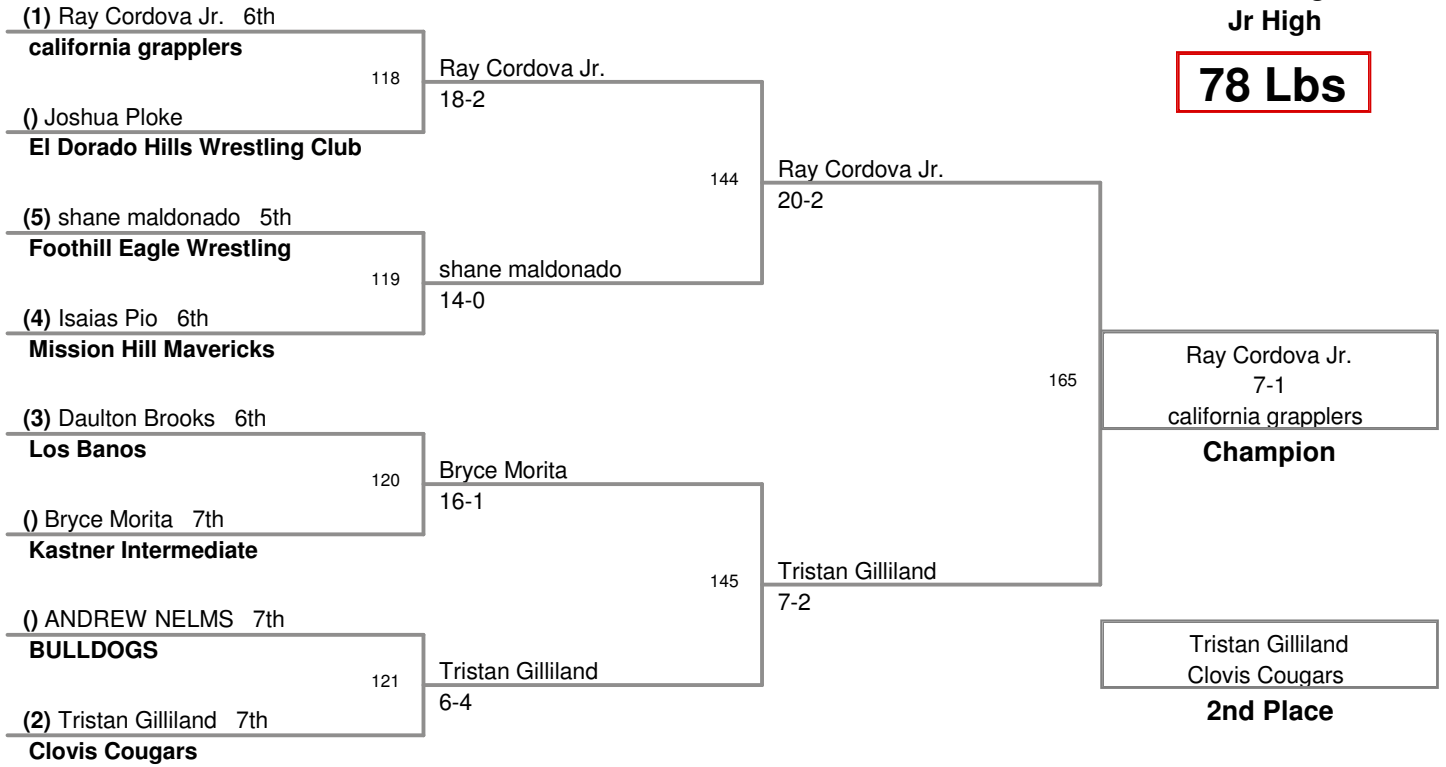 (1) Ray Cordova Jr. 6th
california grapplers
118
() Joshua Ploke
El Dorado Hills Wrestling Club
(5) shane maldonado 5th
Foothill Eagle Wrestling
119
(4) Isaias Pio 6th
Mission Hill Mavericks
(3) Daulton Brooks 6th
Los Banos
120
() Bryce Morita 7th
Kastner Intermediate
() ANDREW NELMS 7th
BULLDOGS
121
(2) Tristan Gilliland 7th
Clovis Cougars
Ray Cordova Jr.
18-2
144
shane maldonado
14-0
Bryce Morita
16-1
145
Tristan Gilliland
6-4
Ray Cordova Jr.
20-2
165
Tristan Gilliland
7-2
Jr High
78 Lbs
Ray Cordova Jr.
7-1
california grapplers
Champion
Tristan Gilliland
Clovis Cougars
2nd Place